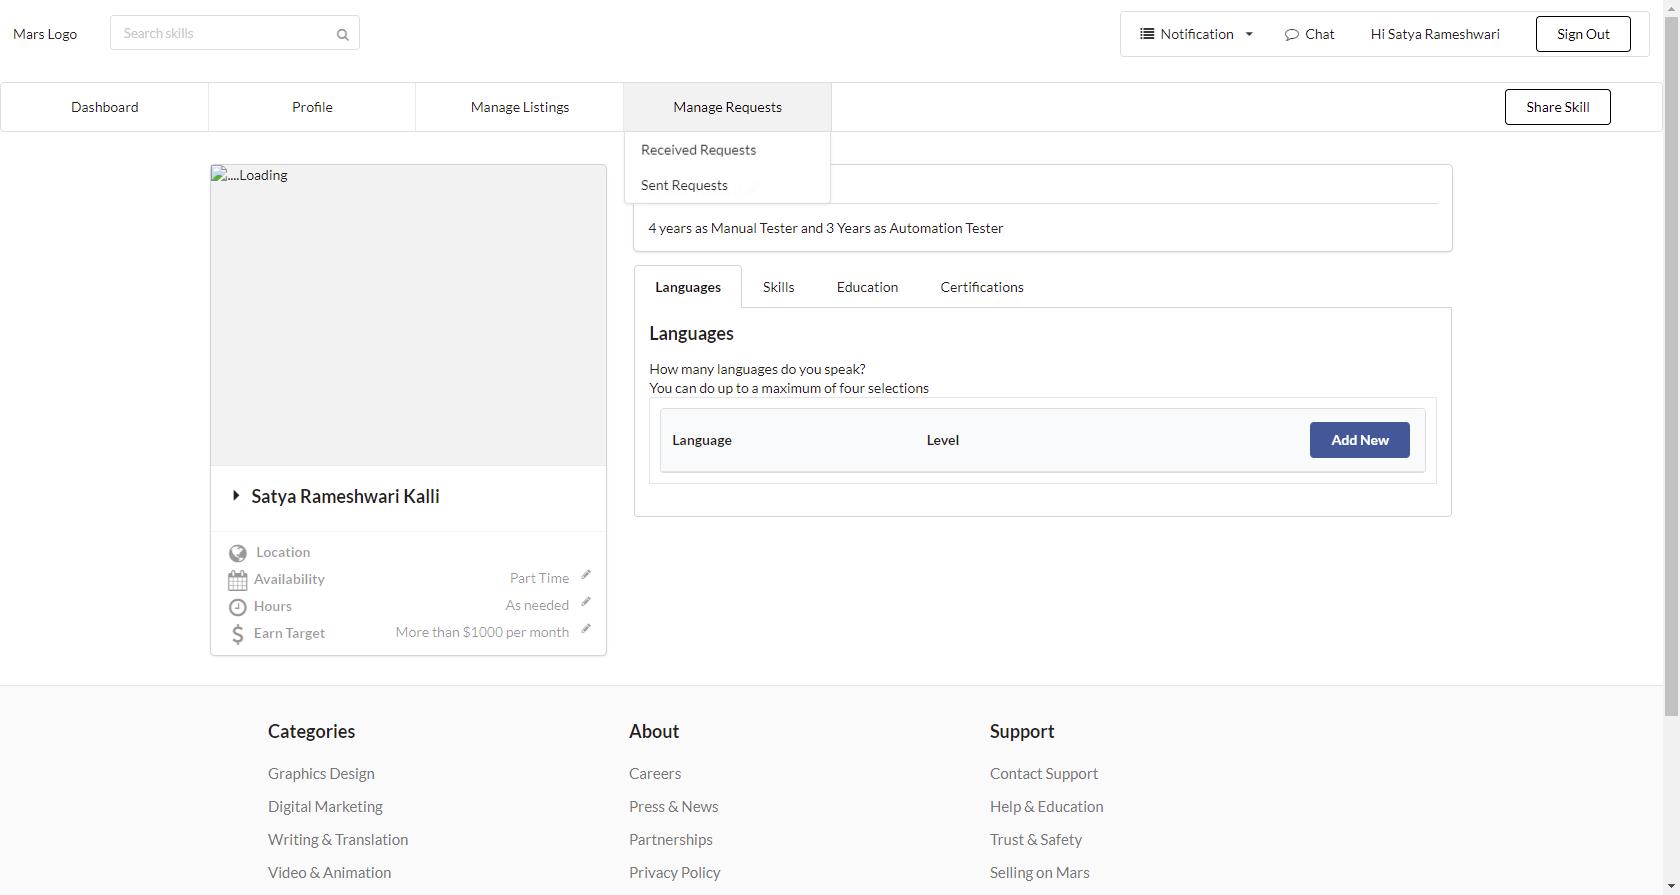 Mars Logo
Search skills
Notification
Chat
Hi Satya Rameshwari
Sign Out
Dashboard
Profile
Manage Listings
Manage Requests
Share Skill
Received Requests
Sent Requests
....Loading
4 years as Manual Tester and 3 Years as Automation Tester
Languages
Skills
Education
Certifications
Languages
How many languages do you speak?
You can do up to a maximum of four selections
Language
Level
Add New
Satya Rameshwari Kalli
Location
Availability
Part Time
Hours
As needed
Earn Target
More than $1000 per month
Categories
Graphics Design
Digital Marketing
Writing & Translation
Video & Animation
About
Careers
Press & News
Partnerships
Privacy Policy
Support
Contact Support
Help & Education
Trust & Safety
Selling on Mars